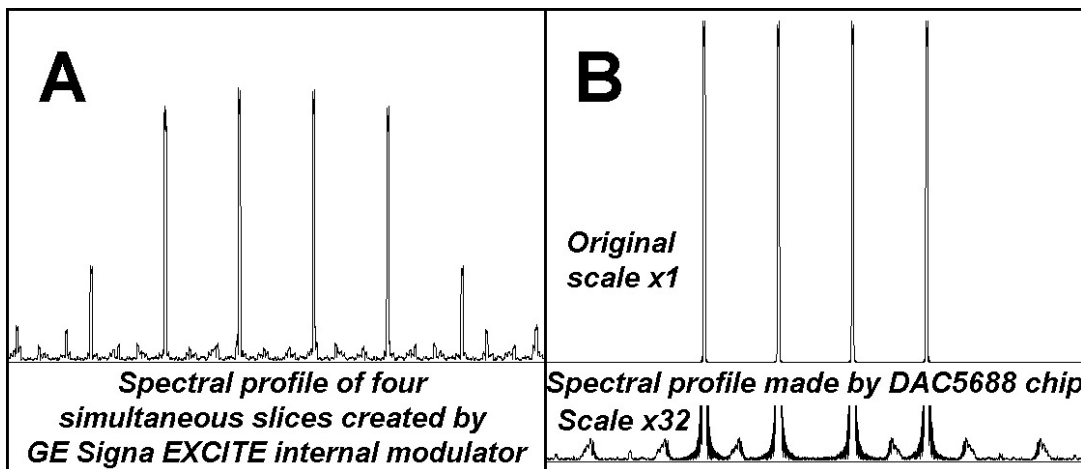 A
Spectral profile of four
simultaneous slices created by
GE Signa EXCITE internal modulator
B
Original
scale x1
Spectral profile made by DAC5688 chip
Scale x32